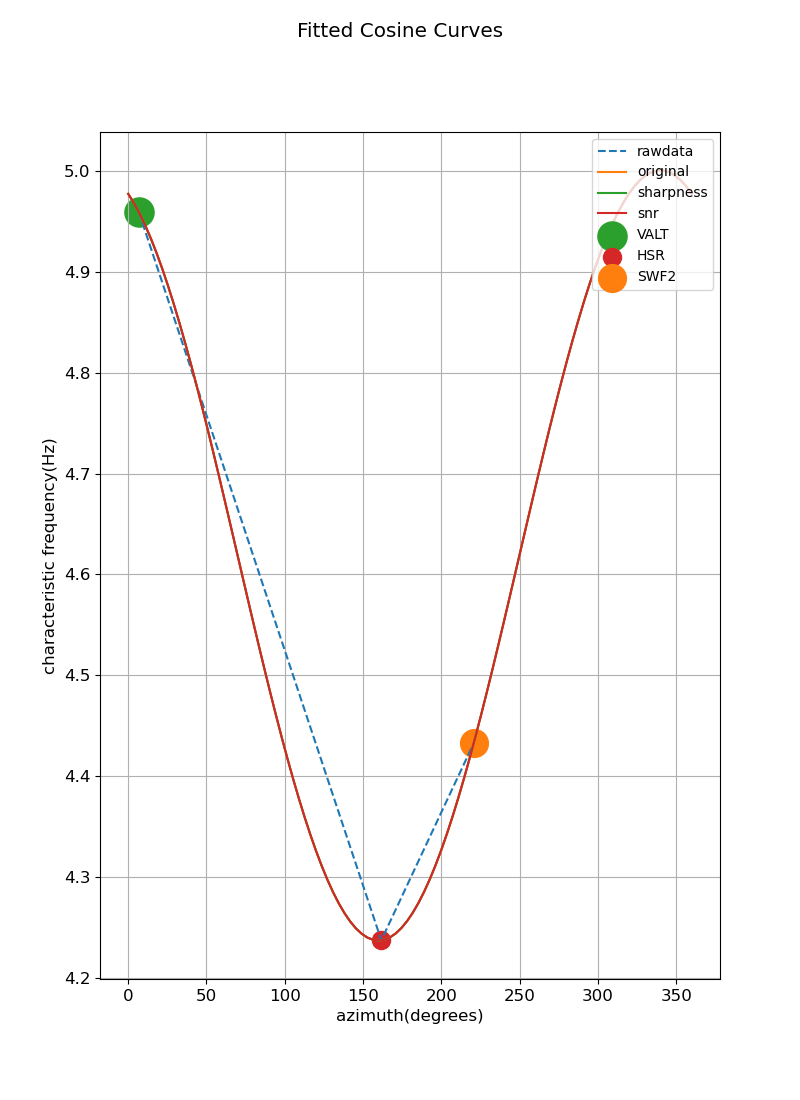 Fitted Cosine Curves
rawdata
original
sharpness
snr
VALT
HSR
SWF2
5.0
4.9
4.8
4.7
4.6
4.5
4.4
4.3
4.2
characteristic frequency(Hz)
0 50 100 150 200 250 300 350
azimuth(degrees)